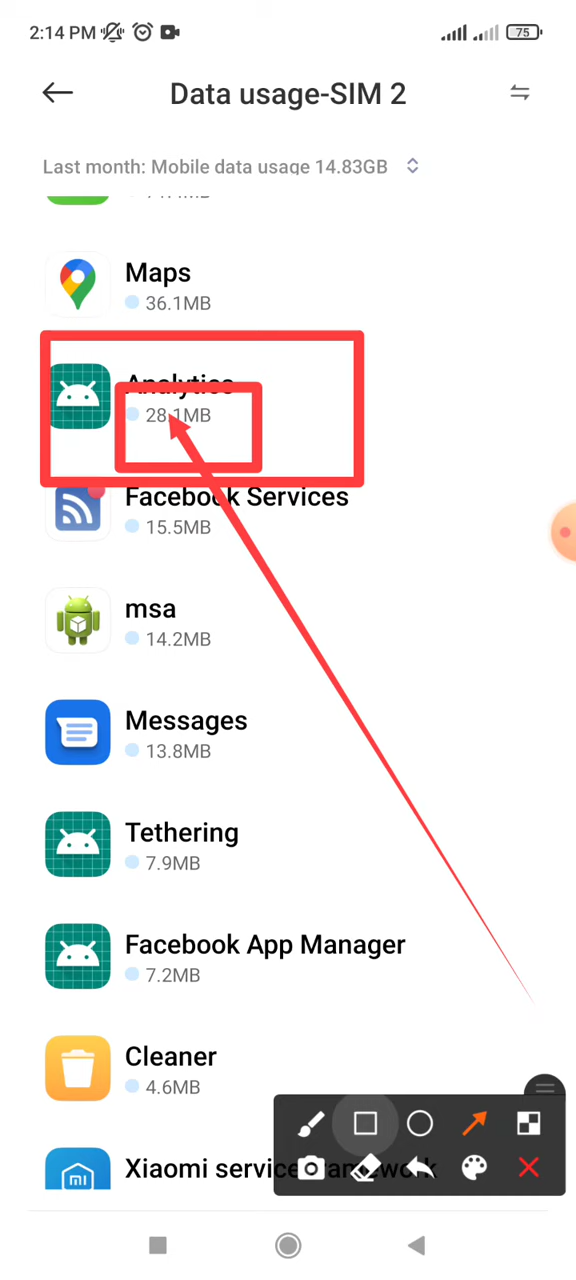 2:14 PM
75
Data usage-SIM 2
Last month: Mobile data usage 14.83GB
Maps
36.1MB
Analytics
28.1MB
Facebook Services
15.5MB
msa
14.2MB
Messages
13.8MB
Tethering
7.9MB
Facebook App Manager
7.2MB
Cleaner
4.6MB
mi
Xiaomi service framework